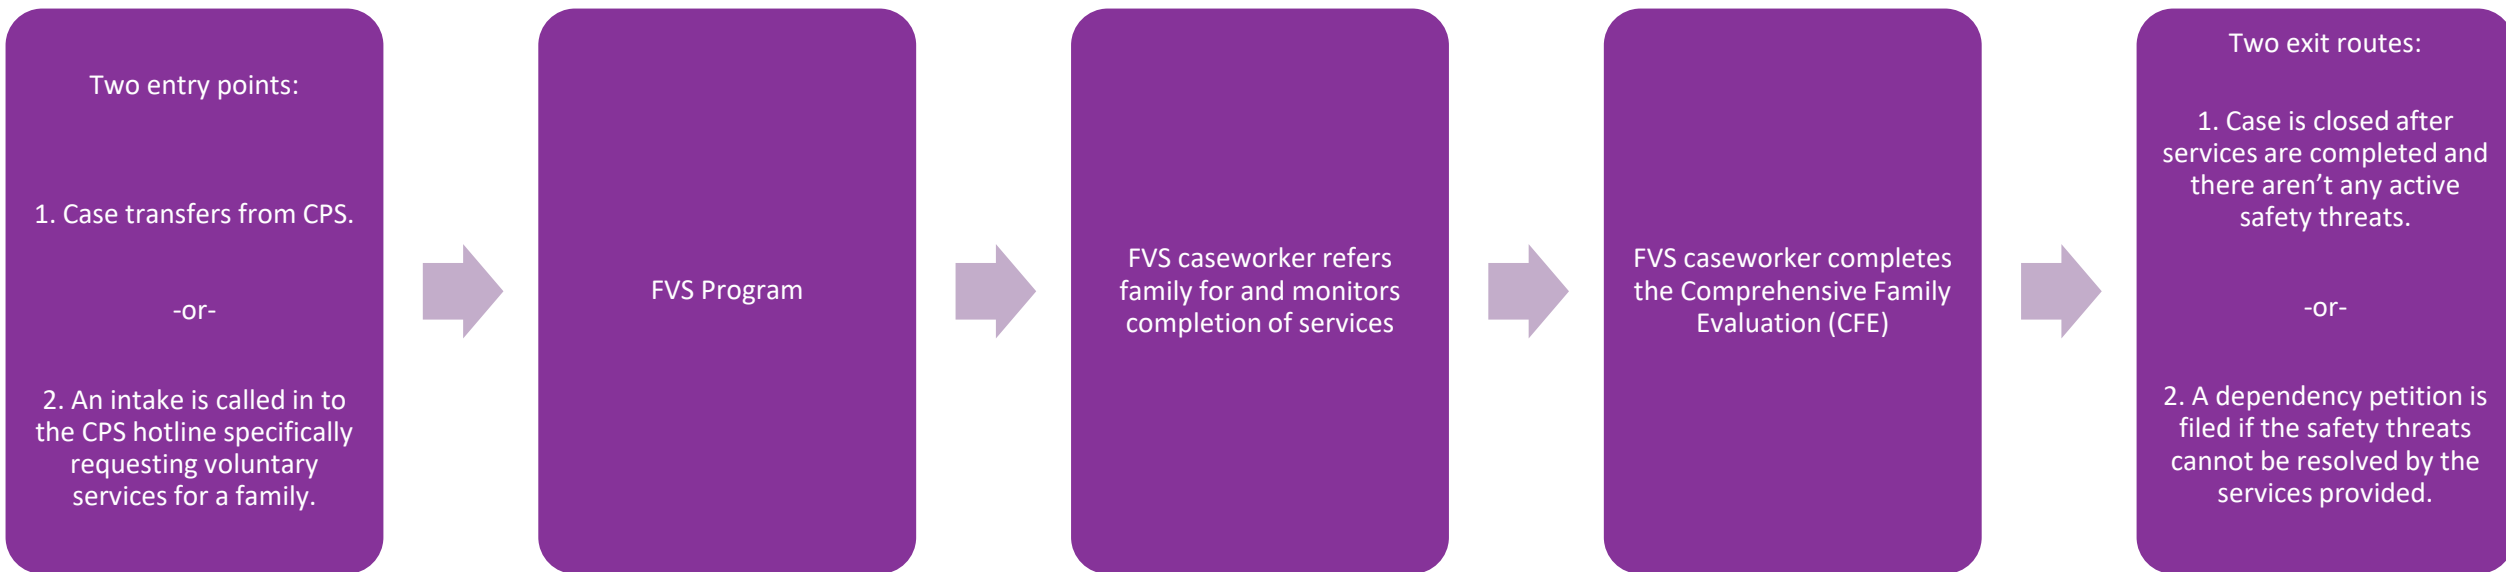 Two entry points:
1. Case transfers from CPS.
-or-
2. An intake is called in to
the CPS hotline specifically
requesting voluntary
services for a family.
FVS Program
FVS caseworker refers
family for and monitors
completion of services
FVS caseworker completes
the Comprehensive Family
Evaluation (CFE)
Two exit routes:
1. Case is closed after
services are completed and
there aren’t any active
safety threats.
-or-
2. A dependency petition is
filed if the safety threats
cannot be resolved by the
services provided.